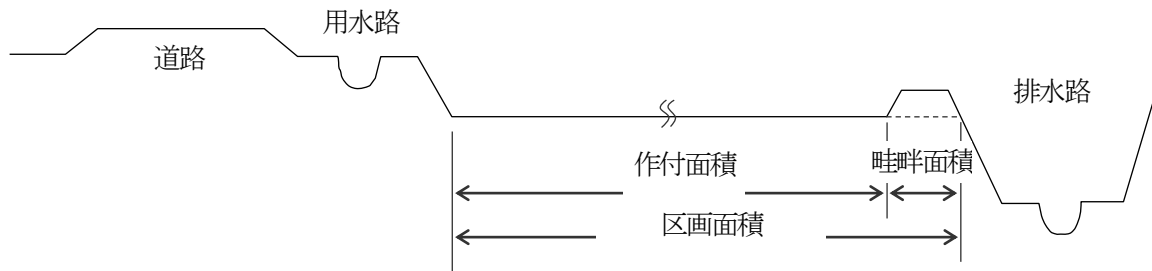 用水路
道路
排水路
作付面積
畦畔面積
区画面積